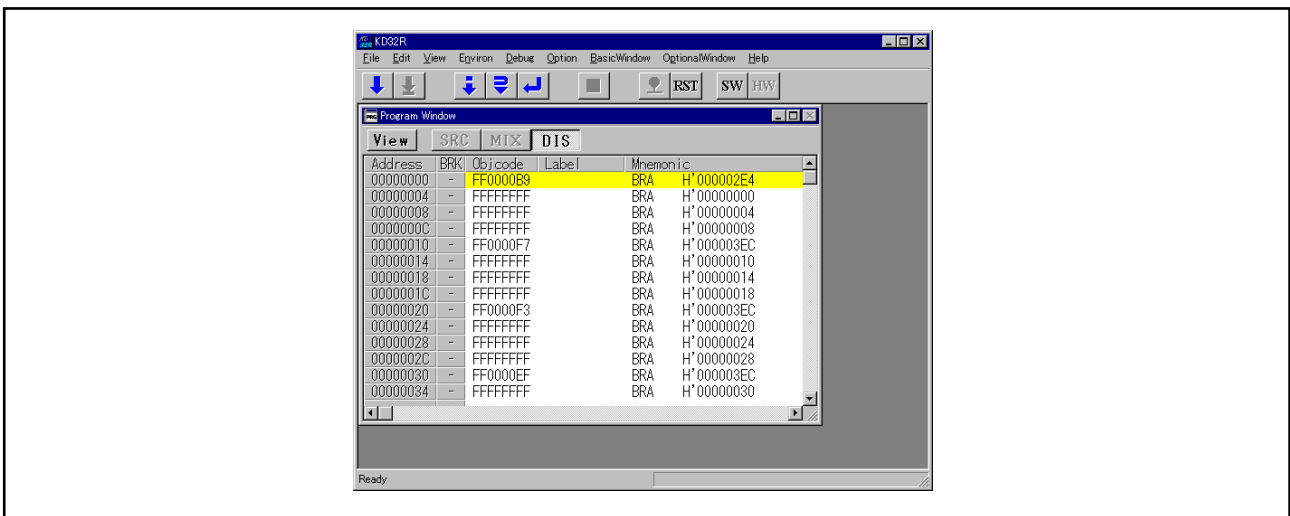 KD32R
File Edit View Environ Debug Option BasicWindow OptionalWindow Help
RST SW HW
Program Window
View SRC MIX DIS
Address BRK Objcode Label Mnemonic
00000000 - FF0000B9 BRA H'000002E4
00000004 - FFFFFFFF BRA H'00000000
00000008 - FFFFFFFF BRA H'00000004
0000000C - FFFFFFFF BRA H'00000008
00000010 - FF0000F7 BRA H'000003EC
00000014 - FFFFFFFF BRA H'00000010
00000018 - FFFFFFFF BRA H'00000014
0000001C - FFFFFFFF BRA H'00000018
00000020 - FF0000F3 BRA H'000003EC
00000024 - FFFFFFFF BRA H'00000020
00000028 - FFFFFFFF BRA H'00000024
0000002C - FFFFFFFF BRA H'00000028
00000030 - FF0000EF BRA H'000003EC
00000034 - FFFFFFFF BRA H'00000030
Ready